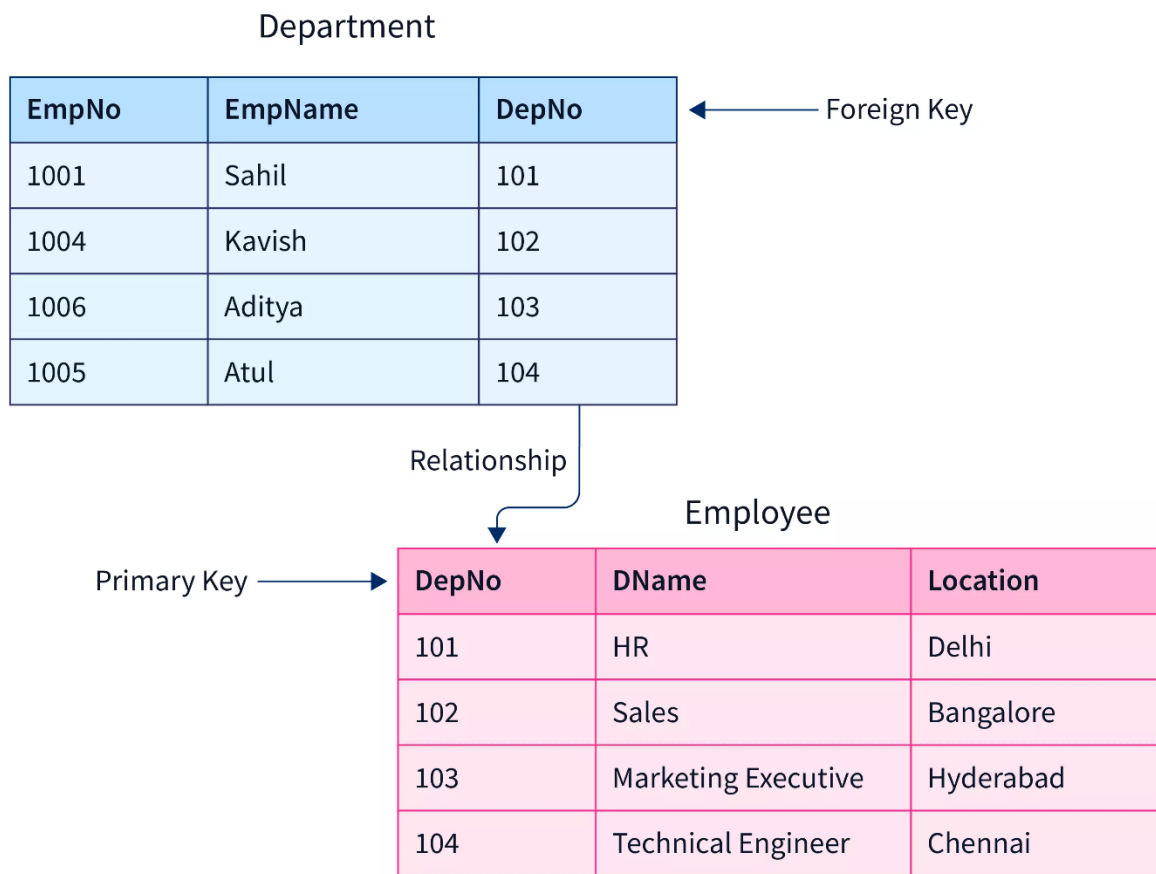 Department
EmpNo EmpName DepNo
Foreign Key
1001 Sahil 101
1004 Kavish 102
1006 Aditya 103
1005 Atul 104
Relationship
Employee
Primary Key
DepNo DName Location
101 HR Delhi
102 Sales Bangalore
103 Marketing Executive Hyderabad
104 Technical Engineer Chennai